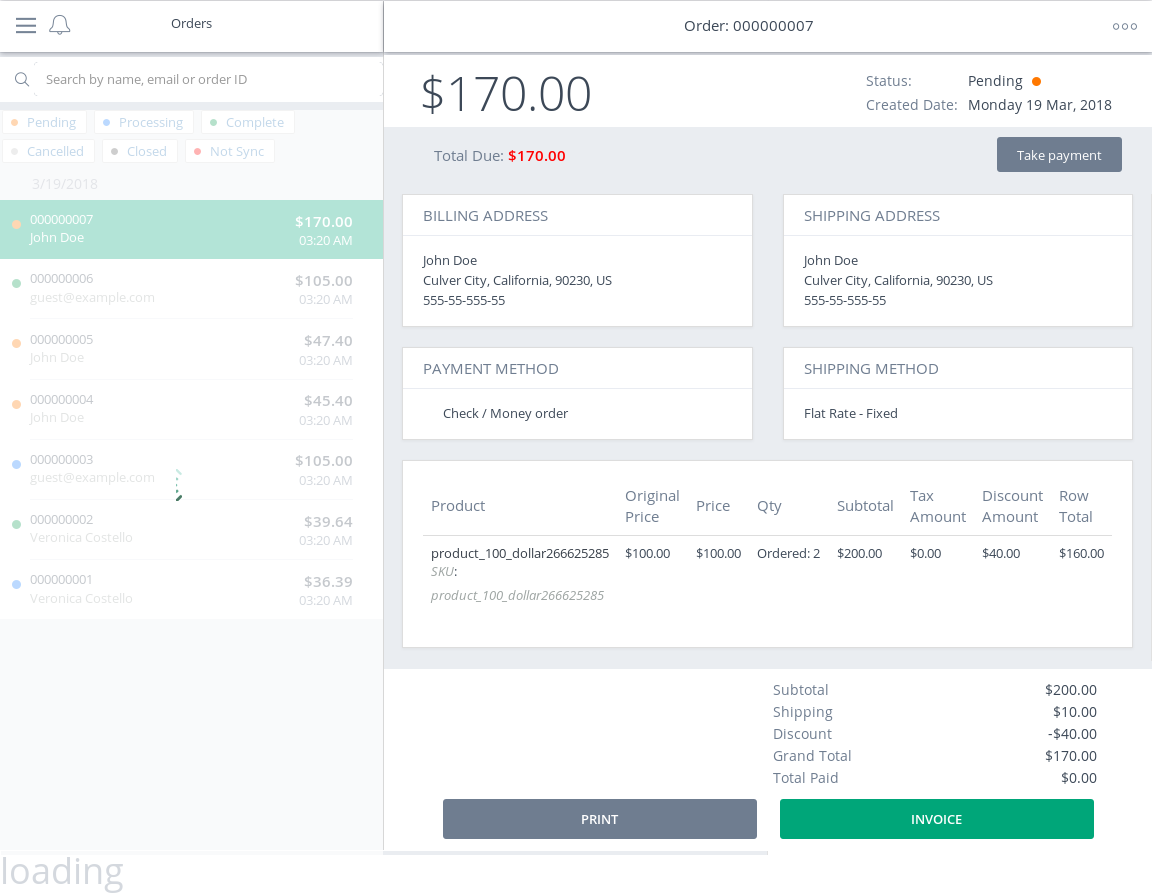 Orders
Order: 000000007
Search by name, email or order ID
Pending Processing Complete
Cancelled Closed Not Sync
3/19/2018
000000007 $170.00
John Doe 03:20 AM
000000006 $105.00
guest@example.com 03:20 AM
000000005 $47.40
John Doe 03:20 AM
000000004 $45.40
John Doe 03:20 AM
000000003 $105.00
guest@example.com 03:20 AM
000000002 $39.64
Veronica Costello 03:20 AM
000000001 $36.39
Veronica Costello 03:20 AM
loading
$170.00
Status: Pending
Created Date: Monday 19 Mar, 2018
Total Due: $170.00
Take payment
BILLING ADDRESS
John Doe
Culver City, California, 90230, US
555-55-555-55
SHIPPING ADDRESS
John Doe
Culver City, California, 90230, US
555-55-555-55
PAYMENT METHOD
Check / Money order
SHIPPING METHOD
Flat Rate - Fixed
Product Original Price Price Qty Subtotal Tax Amount Discount Amount Row Total
product_100_dollar266625285 $100.00 $100.00 Ordered: 2 $200.00 $0.00 $40.00 $160.00
SKU:
product_100_dollar266625285
Subtotal $200.00
Shipping $10.00
Discount -$40.00
Grand Total $170.00
Total Paid $0.00
PRINT
INVOICE